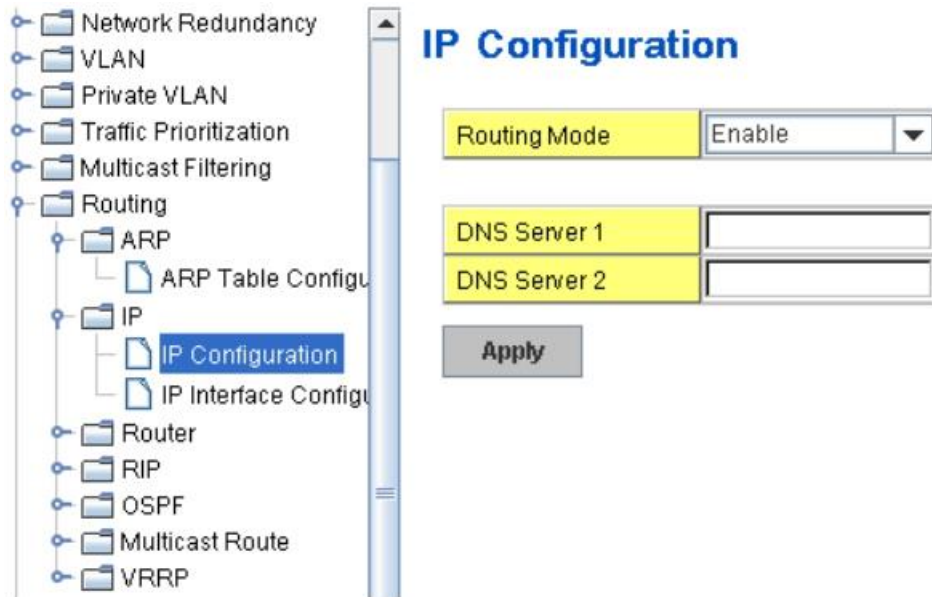 Network Redundancy
VLAN
Private VLAN
Traffic Prioritization
Multicast Filtering
Routing
ARP
ARP Table Configu
IP
IP Configuration
IP Interface Configu
Router
RIP
OSPF
Multicast Route
VRRP
IP Configuration
Routing Mode Enable
DNS Server 1
DNS Server 2
Apply